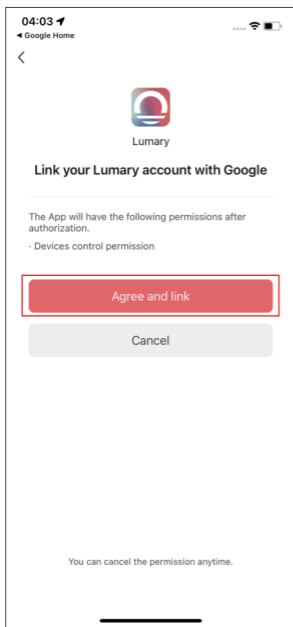 04:03
◀ Google Home
Lumary
Link your Lumary account with Google
The App will have the following permissions after
authorization.
- Devices control permission
Agree and link
Cancel
You can cancel the permission anytime.